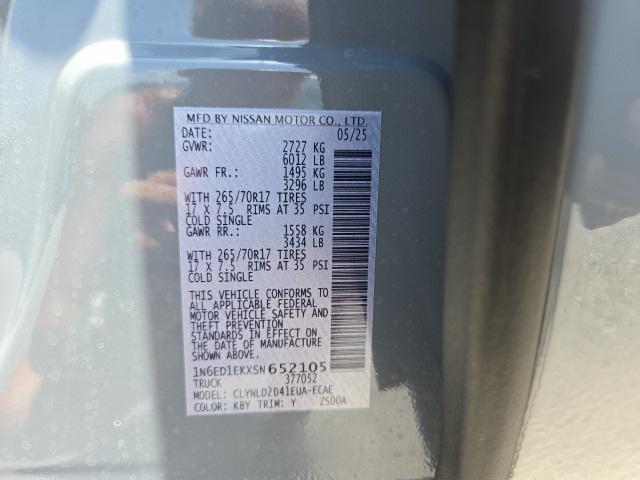 MFD BY NISSAN MOTOR CO., LTD.
DATE: 05/25
GVWR: 2727 KG
6012 LB
GAWR FR.: 1495 KG
3296 LB
WITH 265/70R17 TIRES
17 X 7.5 RIMS AT 35 PSI
COLD SINGLE
GAWR RR.: 1558 KG
3434 LB
WITH 265/70R17 TIRES
17 X 7.5 RIMS AT 35 PSI
COLD SINGLE
THIS VEHICLE CONFORMS TO
ALL APPLICABLE FEDERAL
MOTOR VEHICLE SAFETY AND
THEFT PREVENTION
STANDARDS IN EFFECT ON
THE DATE OF MANUFACTURE
SHOWN ABOVE.
1N6ED1EKXSN652105
TRUCK 377052
MODEL: CLYNLD2D41EUA-ECAE
COLOR: KBY TRIM: Y ZS00A